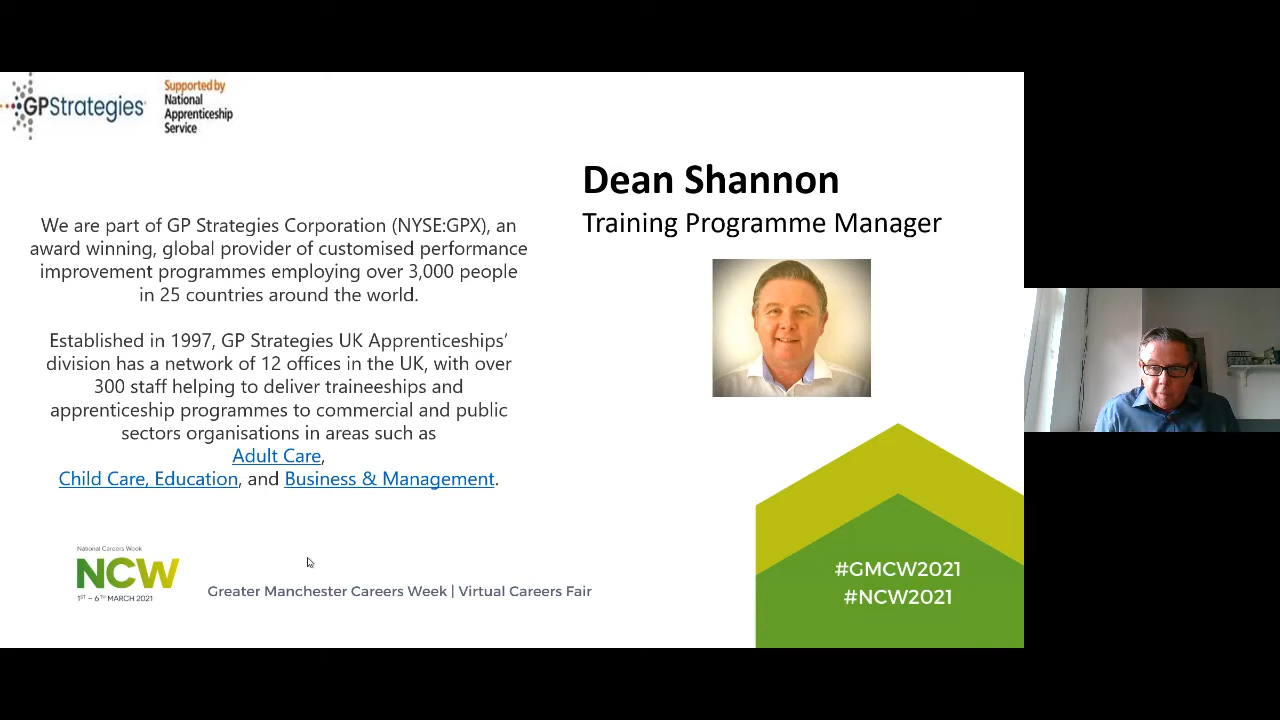 GPStrategies
Supported by
National
Apprenticeship
Service
Dean Shannon
Training Programme Manager
We are part of GP Strategies Corporation (NYSE:GPX), an
award winning, global provider of customised performance
improvement programmes employing over 3,000 people
in 25 countries around the world.
Established in 1997, GP Strategies UK Apprenticeships’
division has a network of 12 offices in the UK, with over
300 staff helping to deliver traineeships and
apprenticeship programmes to commercial and public
sectors organisations in areas such as
Adult Care,
Child Care, Education, and Business & Management.
National Careers Week
NCW
1ST – 6TH MARCH 2021
Greater Manchester Careers Week | Virtual Careers Fair
#GMCW2021
#NCW2021